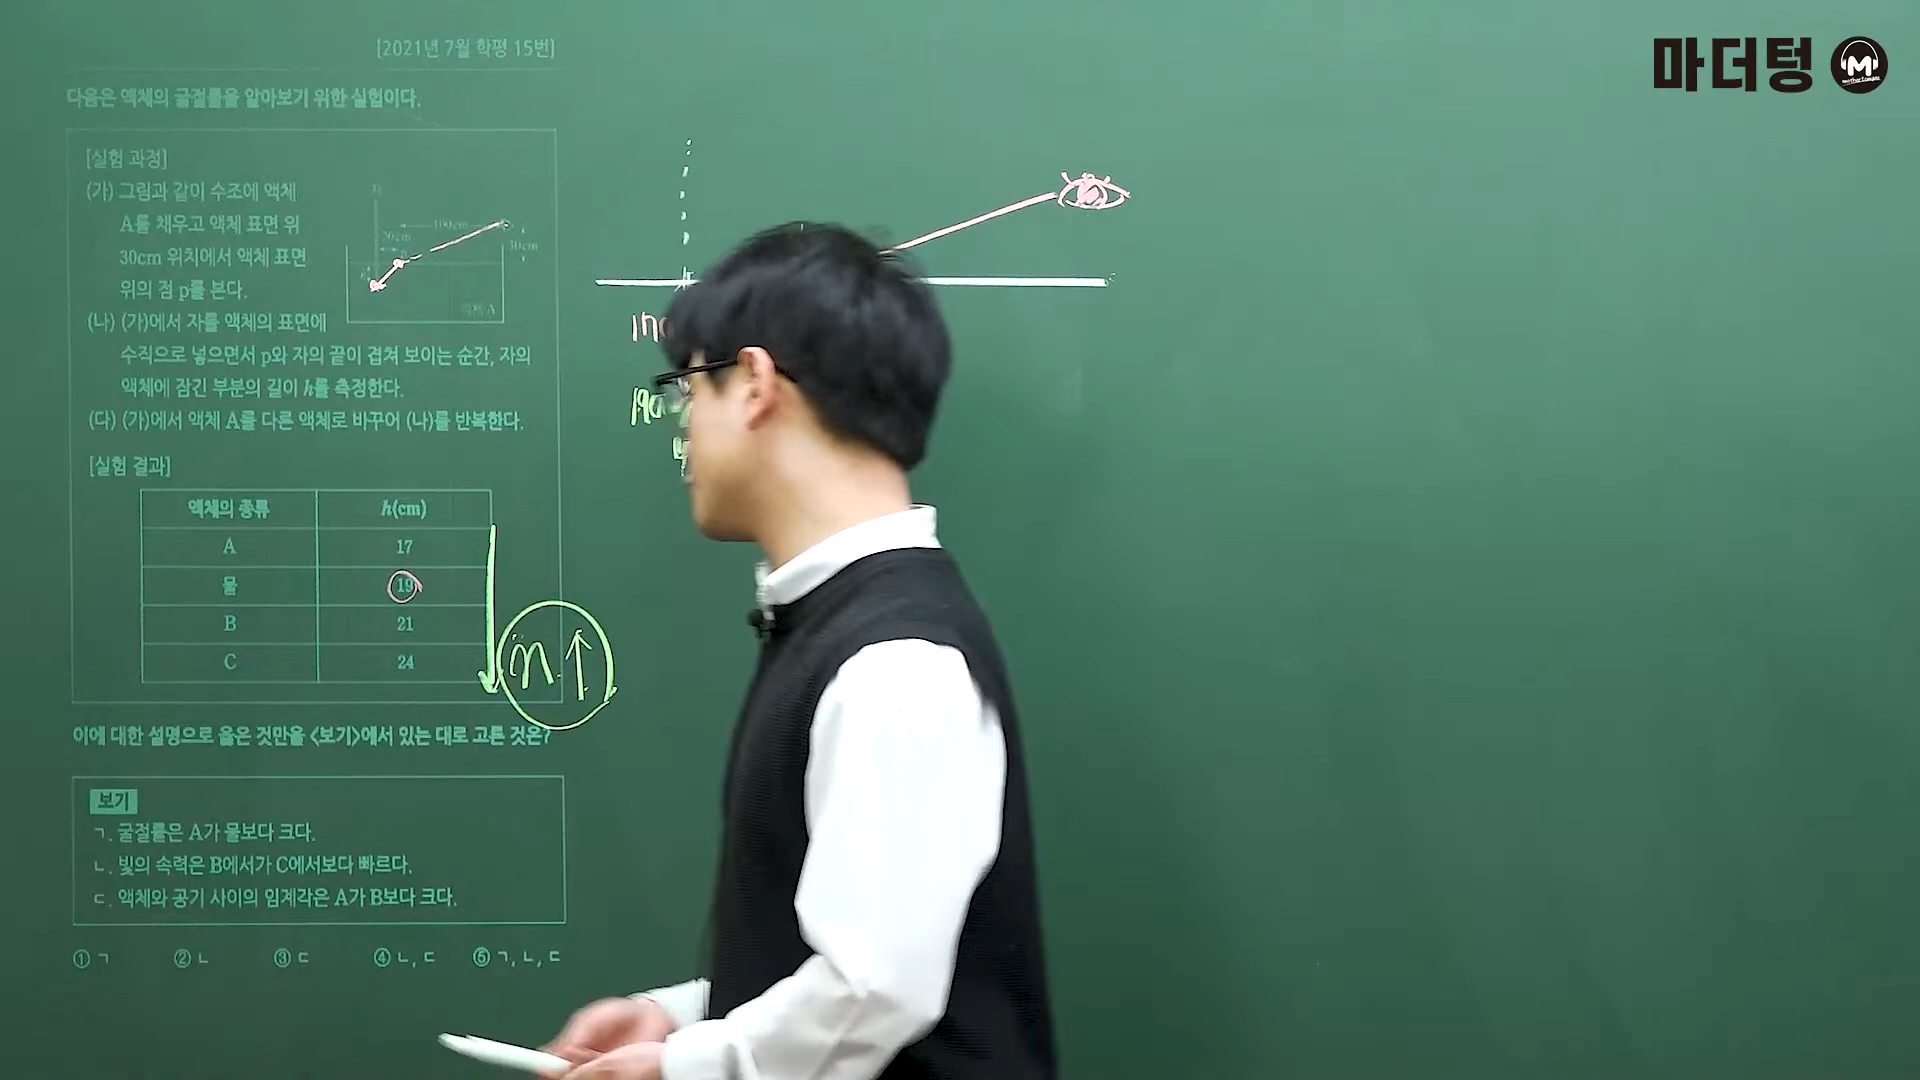 마더텅
[2021년 7월 학평 15번]
다음은 액체의 굴절률을 알아보기 위한 실험이다.
[실험 과정]
(가) 그림과 같이 수조에 액체
A를 채우고 액체 표면 위
30cm 위치에서 액체 표면
위의 점 p를 본다.
(나) (가)에서 자를 액체의 표면에
수직으로 넣으면서 p와 자의 끝이 겹쳐 보이는 순간, 자의
액체에 잠긴 부분의 길이 h를 측정한다.
(다) (가)에서 액체 A를 다른 액체로 바꾸어 (나)를 반복한다.
100cm
20cm
30cm
액체 A
[실험 결과]
액체의 종류 h(cm)
A 17
물 19
B 21
C 24
n↑
이에 대한 설명으로 옳은 것만을 <보기>에서 있는 대로 고른 것은?
보기
ㄱ. 굴절률은 A가 물보다 크다.
ㄴ. 빛의 속력은 B에서가 C에서보다 빠르다.
ㄷ. 액체와 공기 사이의 임계각은 A가 B보다 크다.
① ㄱ ② ㄴ ③ ㄷ ④ ㄴ, ㄷ ⑤ ㄱ, ㄴ, ㄷ